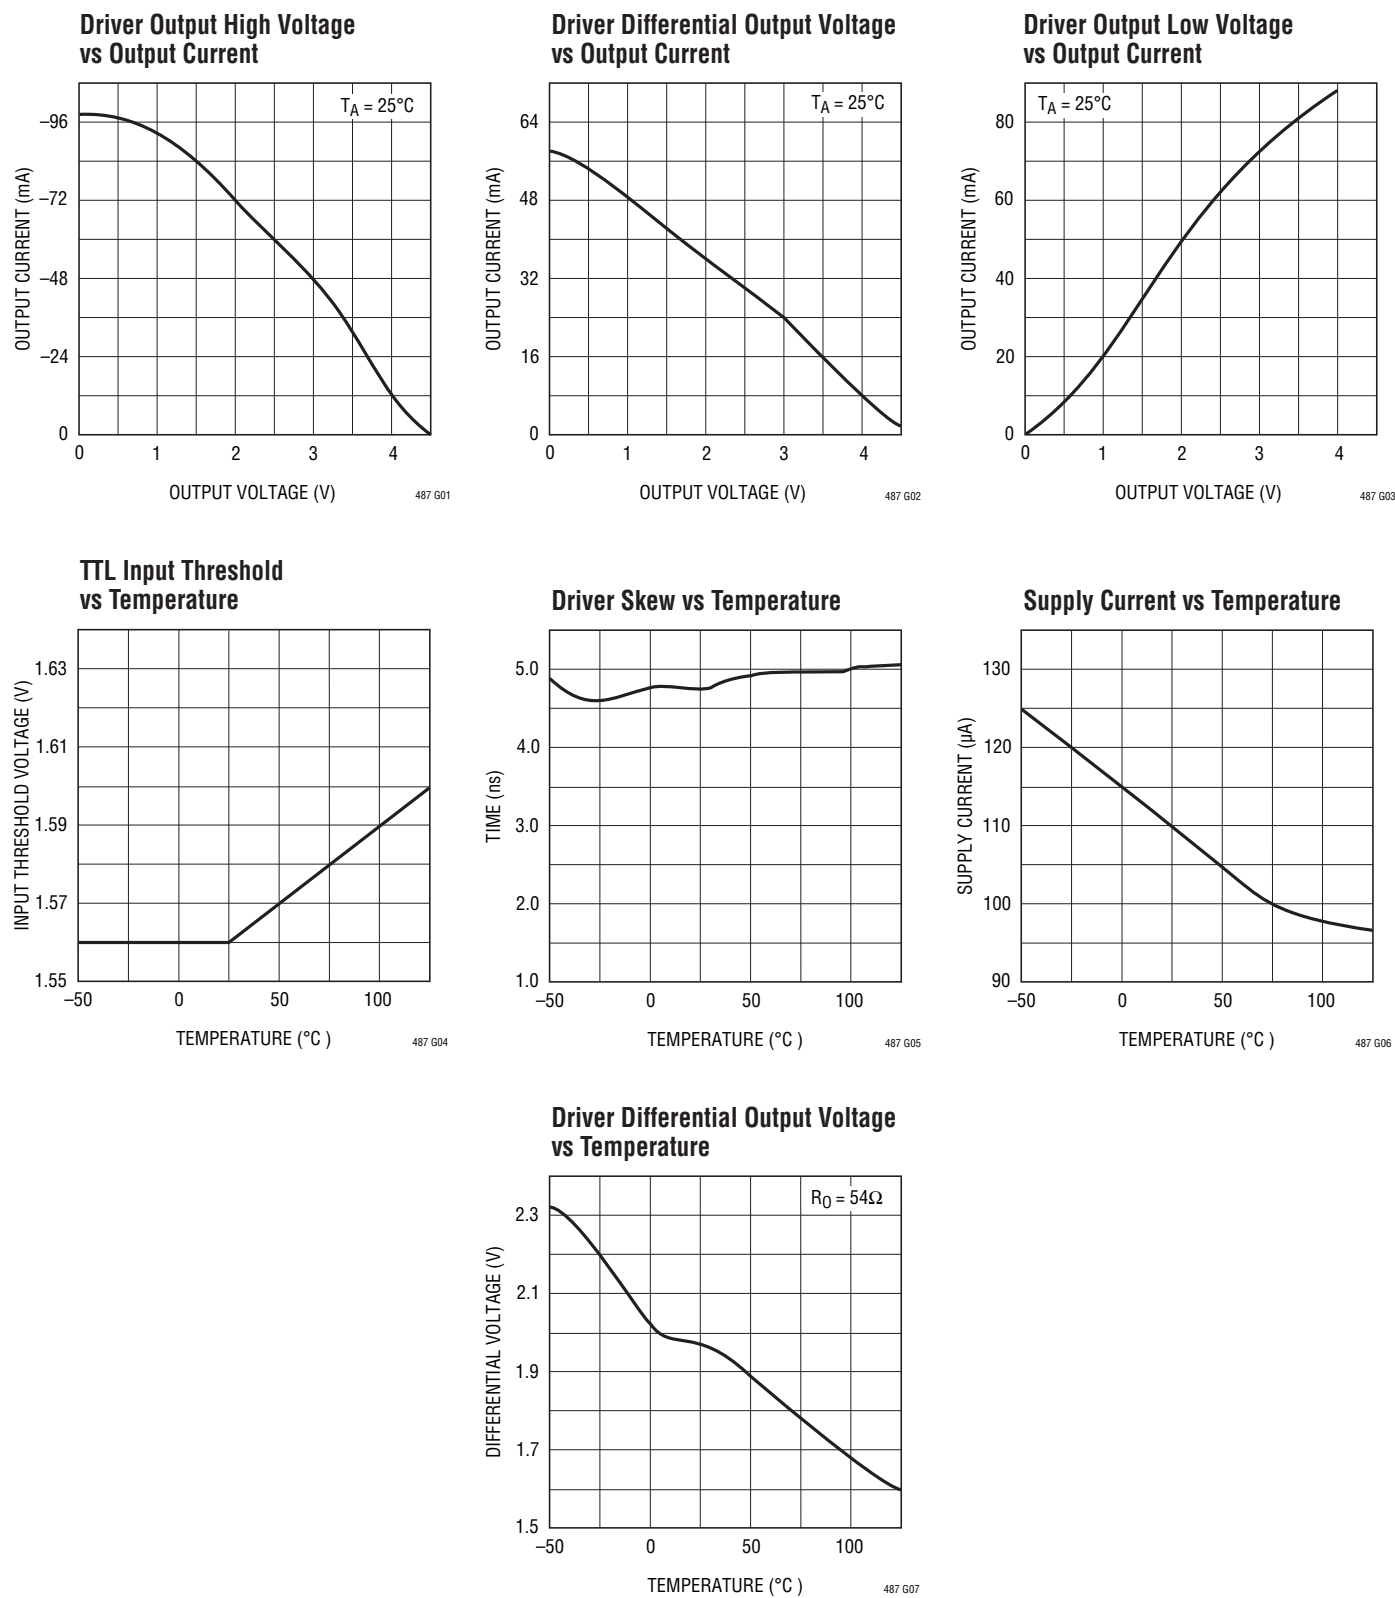 Driver Output High Voltage
vs Output Current
TA = 25°C
–96
–72
–48
–24
0
OUTPUT CURRENT (mA)
0 1 2 3 4
OUTPUT VOLTAGE (V)
487 G01
Driver Differential Output Voltage
vs Output Current
TA = 25°C
64
48
32
16
0
OUTPUT CURRENT (mA)
0 1 2 3 4
OUTPUT VOLTAGE (V)
487 G02
Driver Output Low Voltage
vs Output Current
TA = 25°C
80
60
40
20
0
OUTPUT CURRENT (mA)
0 1 2 3 4
OUTPUT VOLTAGE (V)
487 G03
TTL Input Threshold
vs Temperature
1.63
1.61
1.59
1.57
1.55
INPUT THRESHOLD VOLTAGE (V)
–50 0 50 100
TEMPERATURE (°C )
487 G04
Driver Skew vs Temperature
5.0
4.0
3.0
2.0
1.0
TIME (ns)
–50 0 50 100
TEMPERATURE (°C )
487 G05
Supply Current vs Temperature
130
120
110
100
90
SUPPLY CURRENT (µA)
–50 0 50 100
TEMPERATURE (°C )
487 G06
Driver Differential Output Voltage
vs Temperature
RO = 54Ω
2.3
2.1
1.9
1.7
1.5
DIFFERENTIAL VOLTAGE (V)
–50 0 50 100
TEMPERATURE (°C )
487 G07